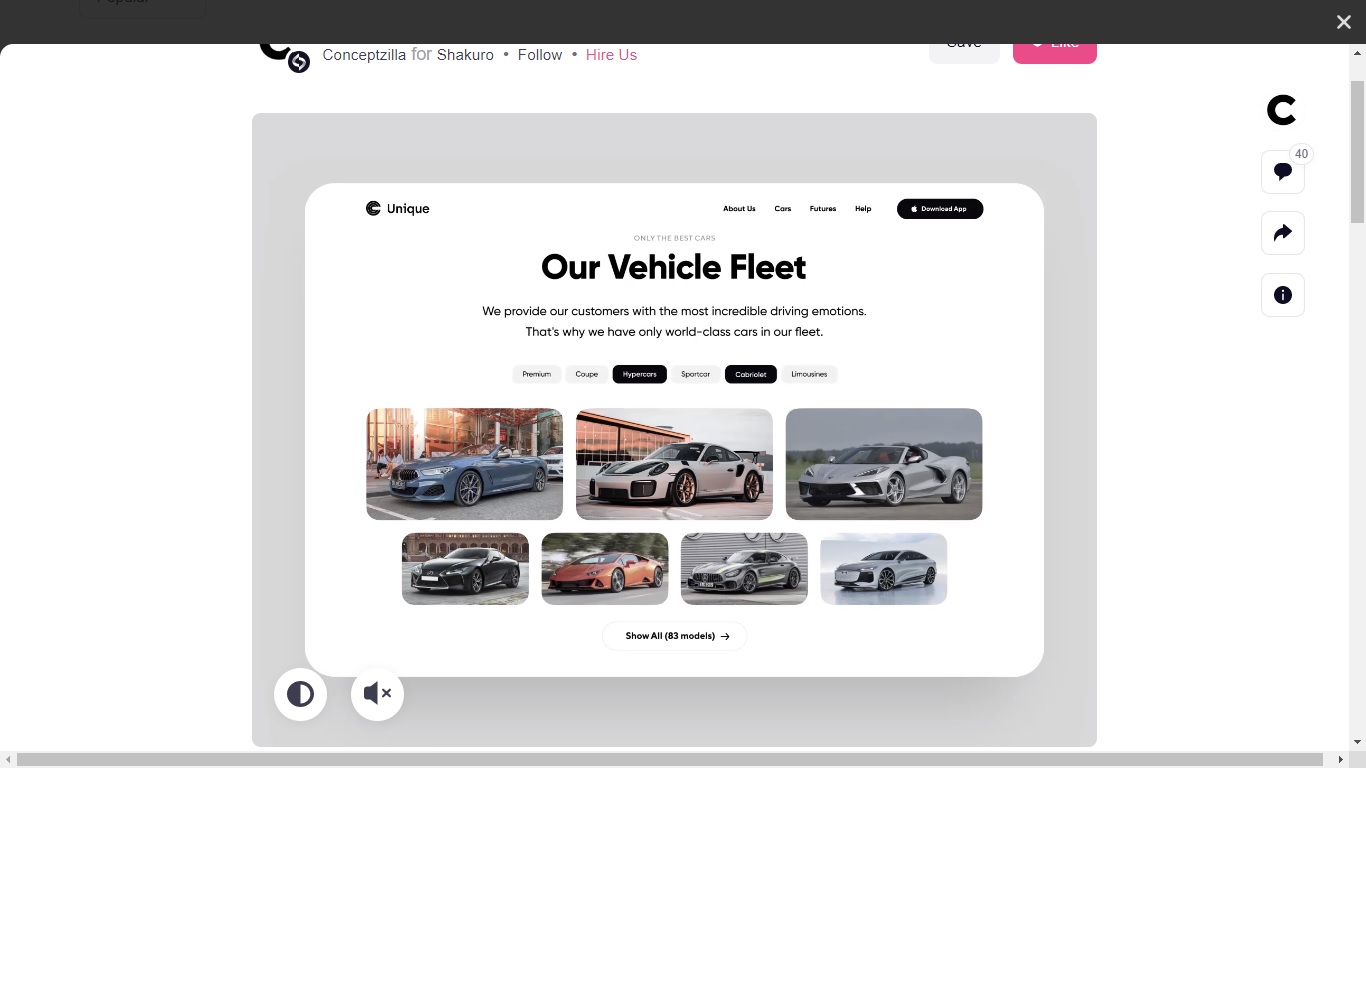 Conceptzilla for Shakuro • Follow • Hire Us
Save
Like
40
Unique
About Us
Cars
Futures
Help
Download App
ONLY THE BEST CARS
Our Vehicle Fleet
We provide our customers with the most incredible driving emotions.
That's why we have only world-class cars in our fleet.
Premium
Coupe
Hypercars
Sportcar
Cabriolet
Limousines
Show All (83 models) →